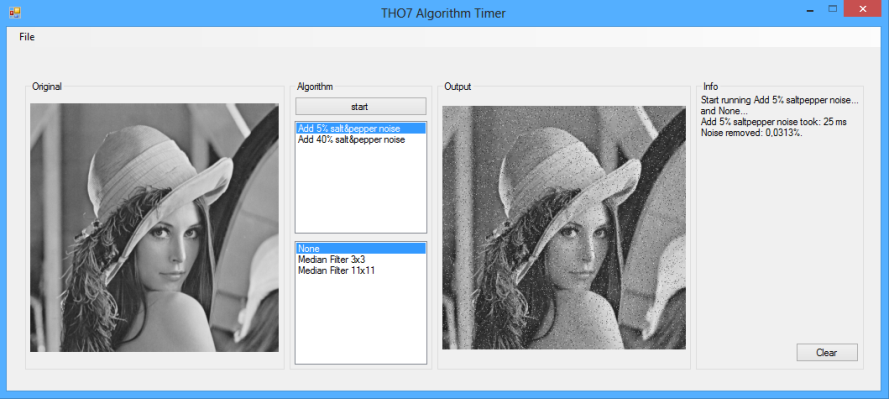 THO7 Algorithm Timer
File
Original
Algorithm
Output
Info
start
Add 5% salt&pepper noise
Add 40% salt&pepper noise
None
Median Filter 3x3
Median Filter 11x11
Start running Add 5% saltpepper noise...
and None...
Add 5% saltpepper noise took: 25 ms
Noise removed: 0,0313%.
Clear